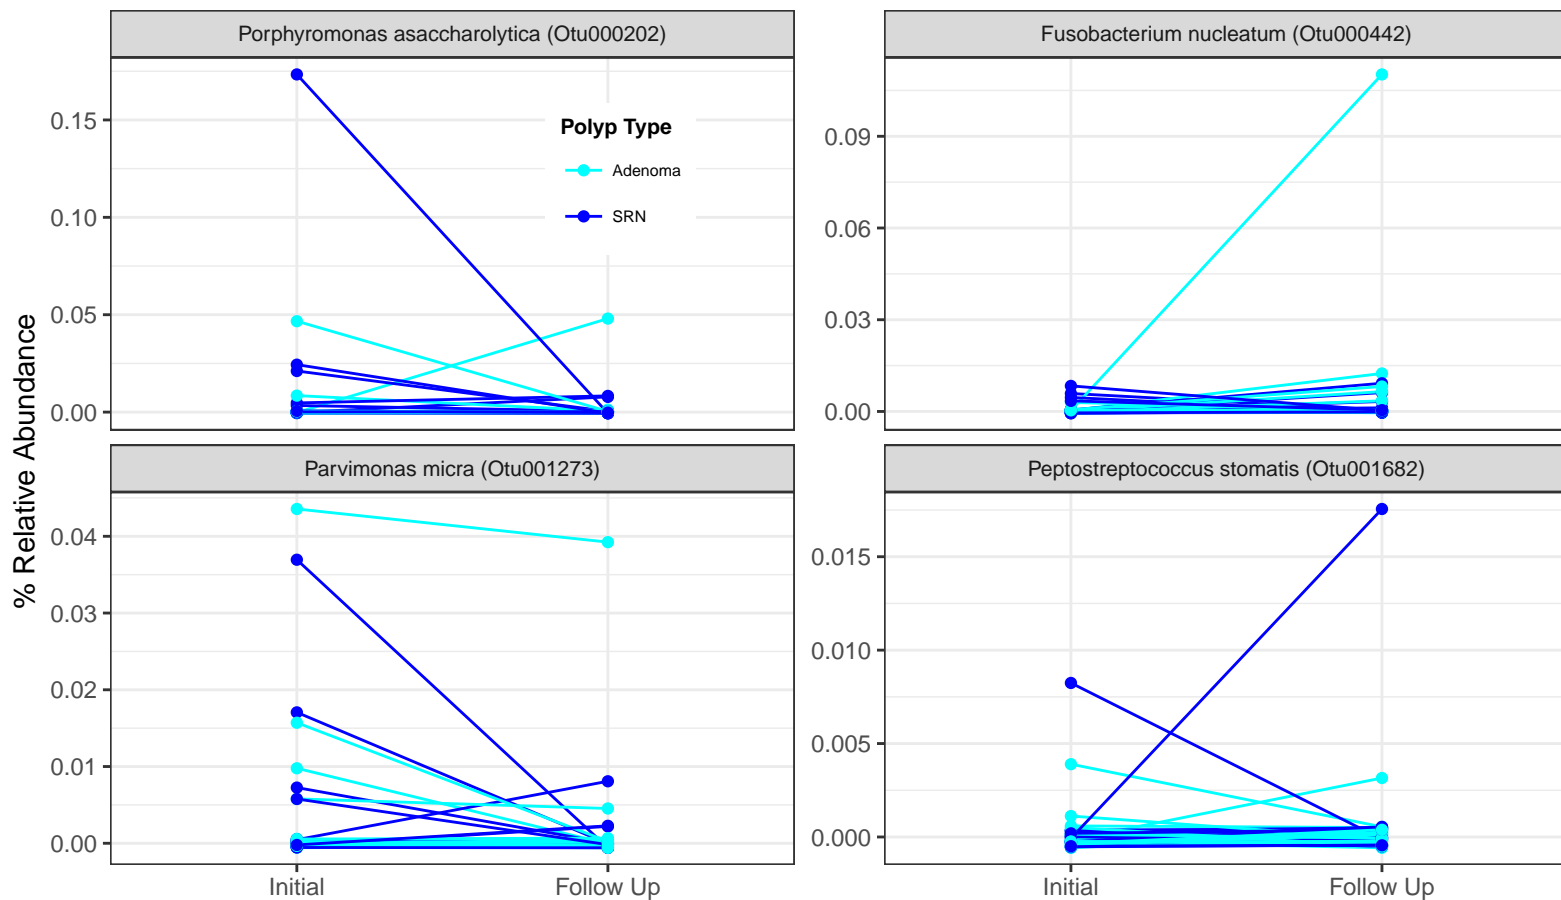 Porphyromonas asaccharolytica (Otu000202)
Fusobacterium nucleatum (Otu000442)
0.15
0.10
0.05
0.00
Polyp Type
Adenoma
SRN
0.09
0.06
0.03
0.00
% Relative Abundance
Parvimonas micra (Otu001273)
Peptostreptococcus stomatis (Otu001682)
0.04
0.03
0.02
0.01
0.00
0.015
0.010
0.005
0.000
Initial
Follow Up
Initial
Follow Up